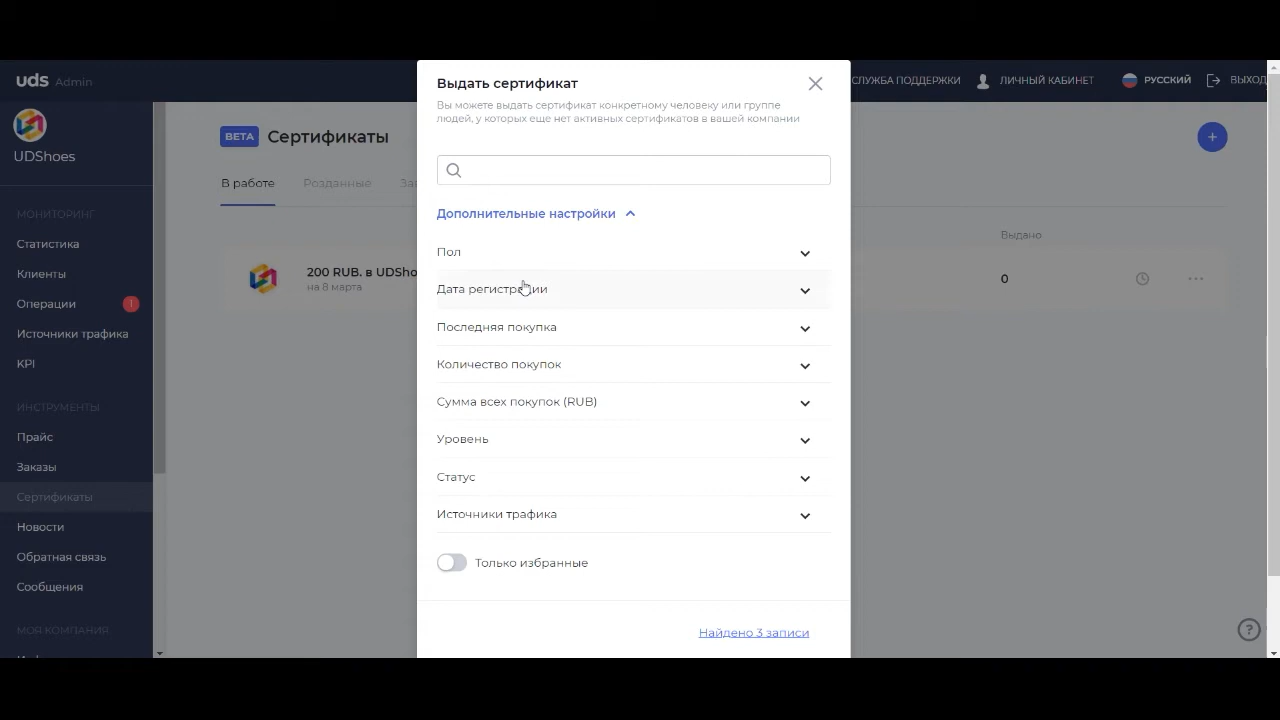 uds Admin
СЛУЖБА ПОДДЕРЖКИ
ЛИЧНЫЙ КАБИНЕТ
РУССКИЙ
ВЫХОД
UDShoes
МОНИТОРИНГ
Статистика
Клиенты
Операции 1
Источники трафика
KPI
ИНСТРУМЕНТЫ
Прайс
Заказы
Сертификаты
Новости
Обратная связь
Сообщения
МОЯ КОМПАНИЯ
BETA Сертификаты
+
В работе
Розданные
Выдано
200 RUB. в UDSho
на 8 марта
0
Выдать сертификат
Вы можете выдать сертификат конкретному человеку или группе
людей, у которых еще нет активных сертификатов в вашей компании
Дополнительные настройки
Пол
Дата регистрации
Последняя покупка
Количество покупок
Сумма всех покупок (RUB)
Уровень
Статус
Источники трафика
Только избранные
Найдено 3 записи
?